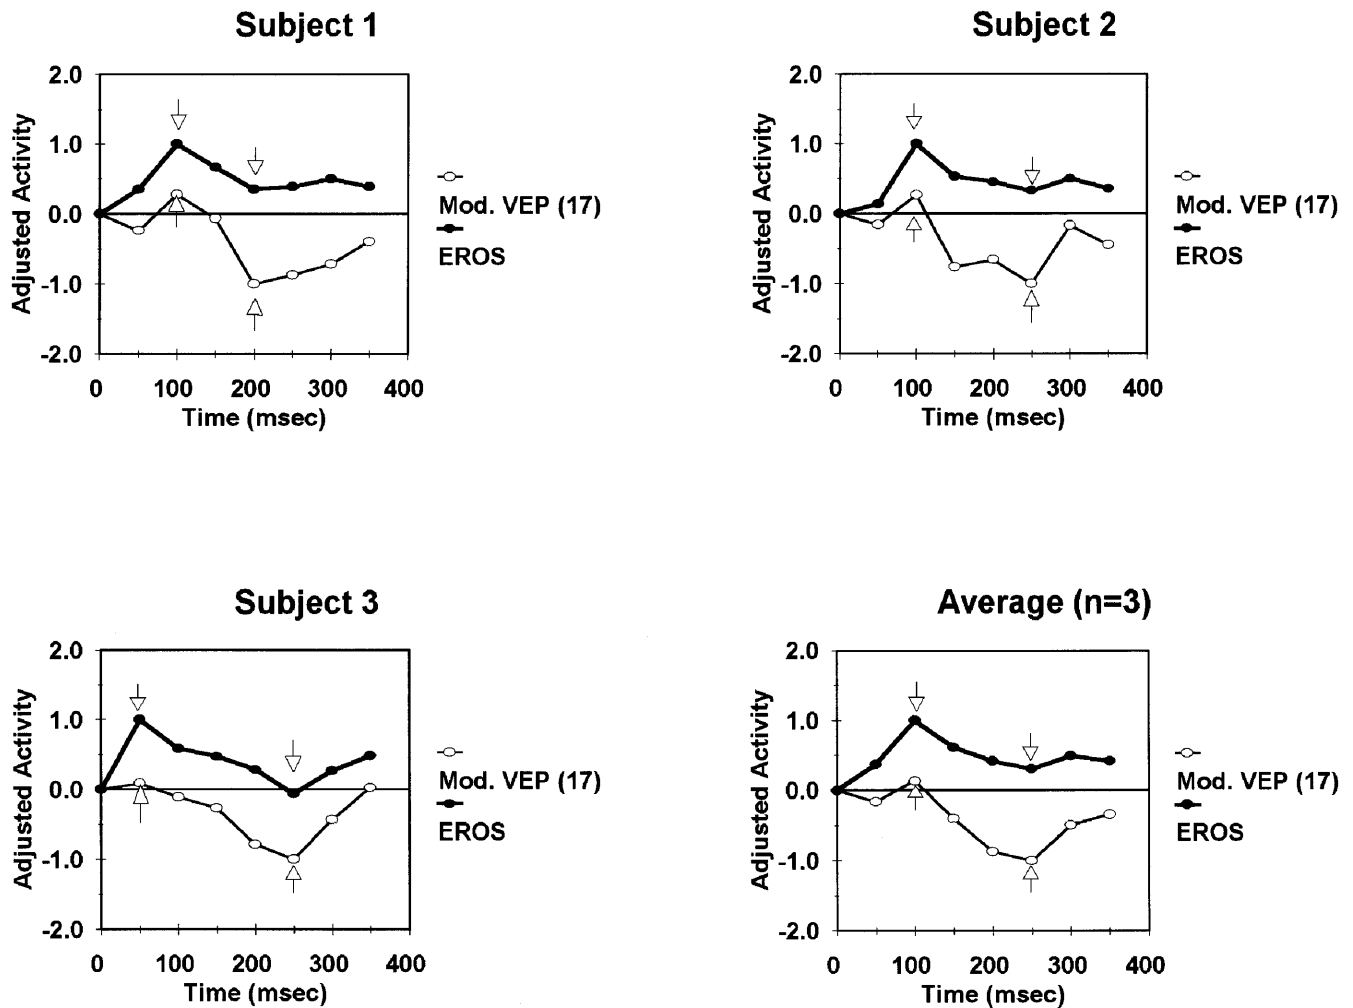 Subject 1
2.0
1.0
0.0
-1.0
-2.0
Adjusted Activity
0 100 200 300 400
Time (msec)
Mod. VEP (17)
EROS
Subject 2
2.0
1.0
0.0
-1.0
-2.0
Adjusted Activity
0 100 200 300 400
Time (msec)
Mod. VEP (17)
EROS
Subject 3
2.0
1.0
0.0
-1.0
-2.0
Adjusted Activity
0 100 200 300 400
Time (msec)
Mod. VEP (17)
EROS
Average (n=3)
2.0
1.0
0.0
-1.0
-2.0
Adjusted Activity
0 100 200 300 400
Time (msec)
Mod. VEP (17)
EROS